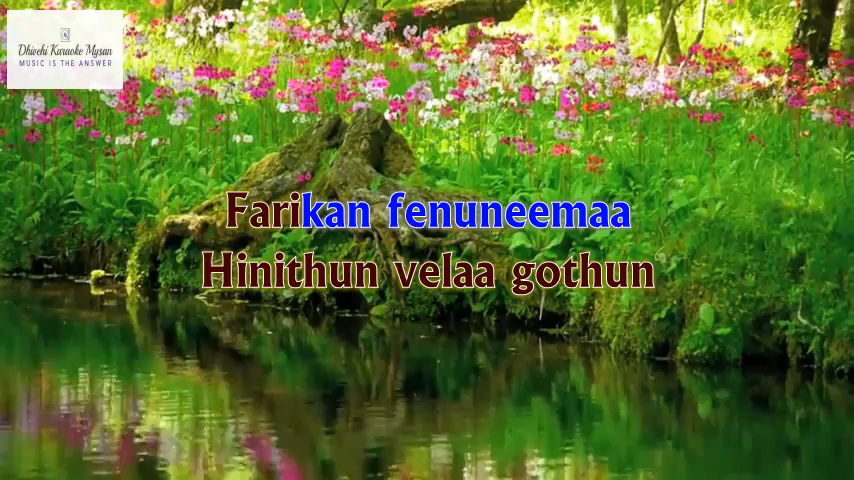 Dhivehi Karaoke Mysan
MUSIC IS THE ANSWER
Farikan fenuneemaa
Hinithun velaa gothun